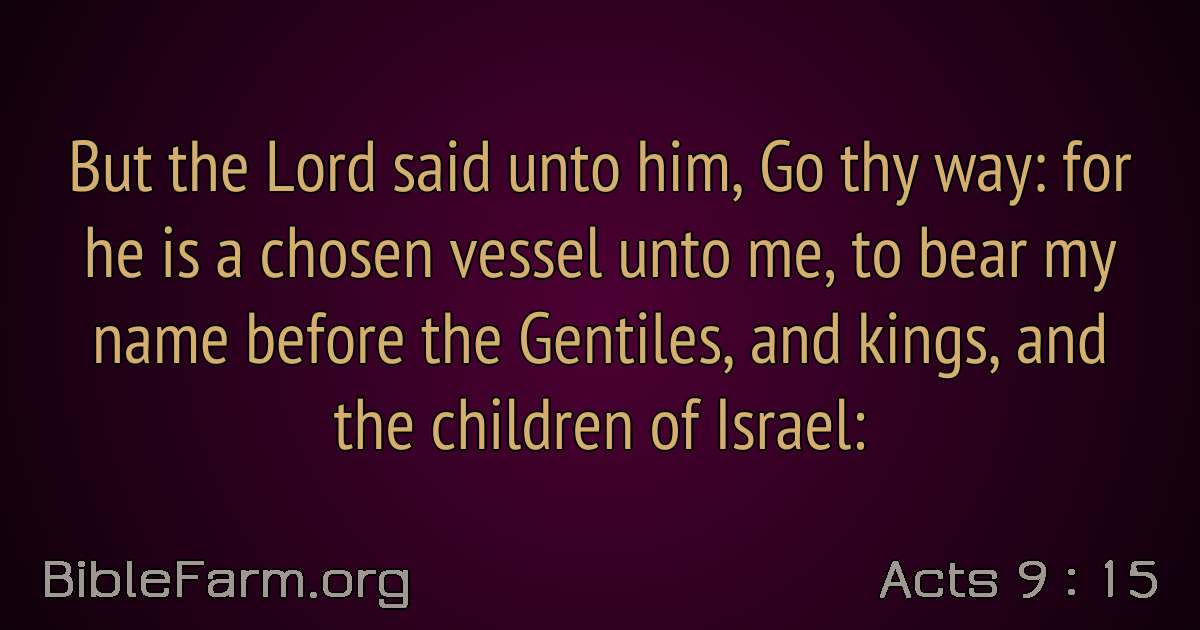 But the Lord said unto him, Go thy way: for
he is a chosen vessel unto me, to bear my
name before the Gentiles, and kings, and
the children of Israel:
BibleFarm.org
Acts 9 : 15